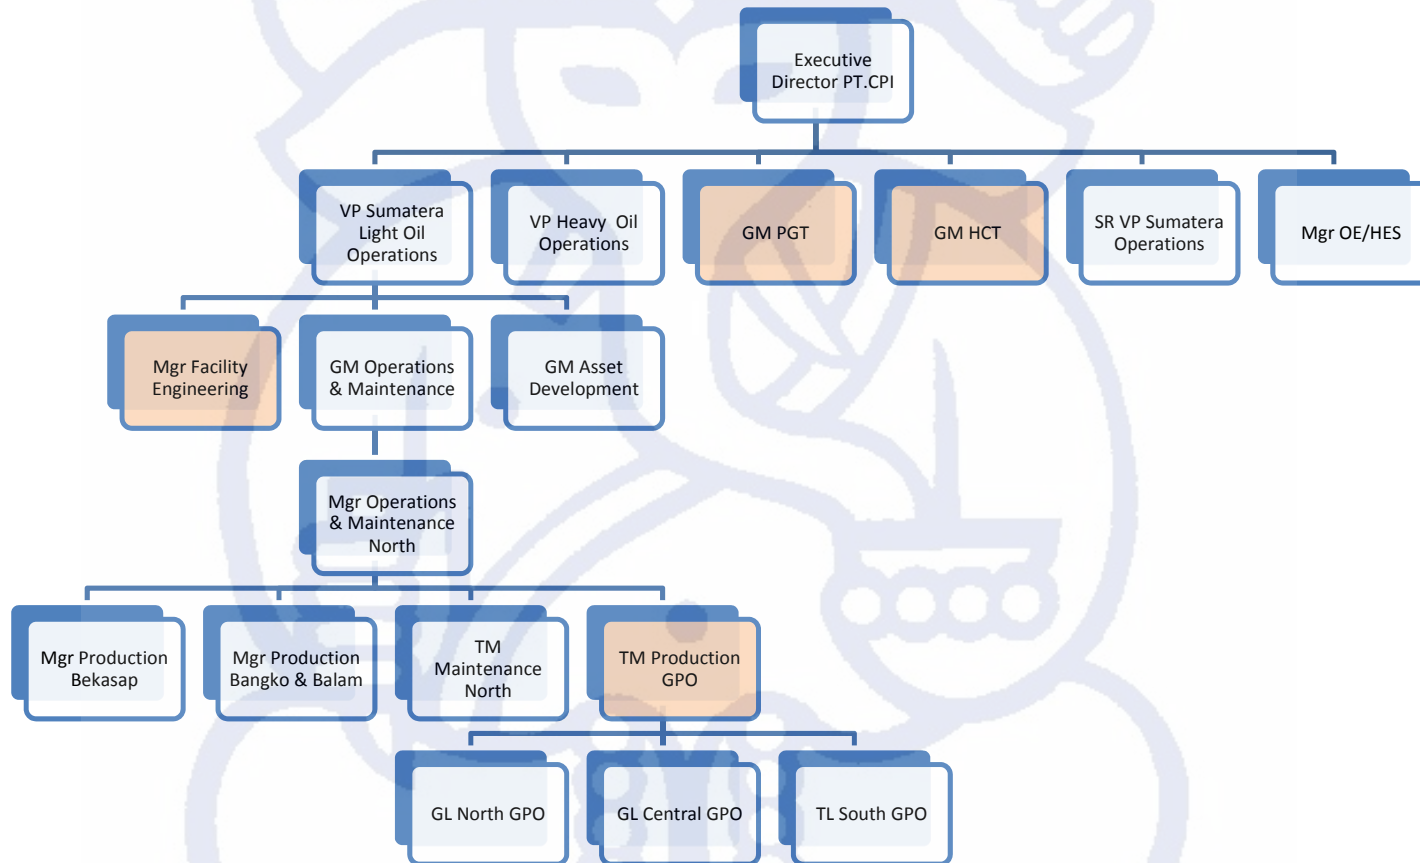 Executive
Director PT.CPI
VP Sumatera
Light Oil
Operations
VP Heavy Oil
Operations
GM PGT
GM HCT
SR VP Sumatera
Operations
Mgr OE/HES
Mgr Facility
Engineering
GM Operations
& Maintenance
GM Asset
Development
Mgr Operations
& Maintenance
North
Mgr Production
Bekasap
Mgr Production
Bangko & Balam
TM
Maintenance
North
TM Production
GPO
GL North GPO
GL Central GPO
TL South GPO